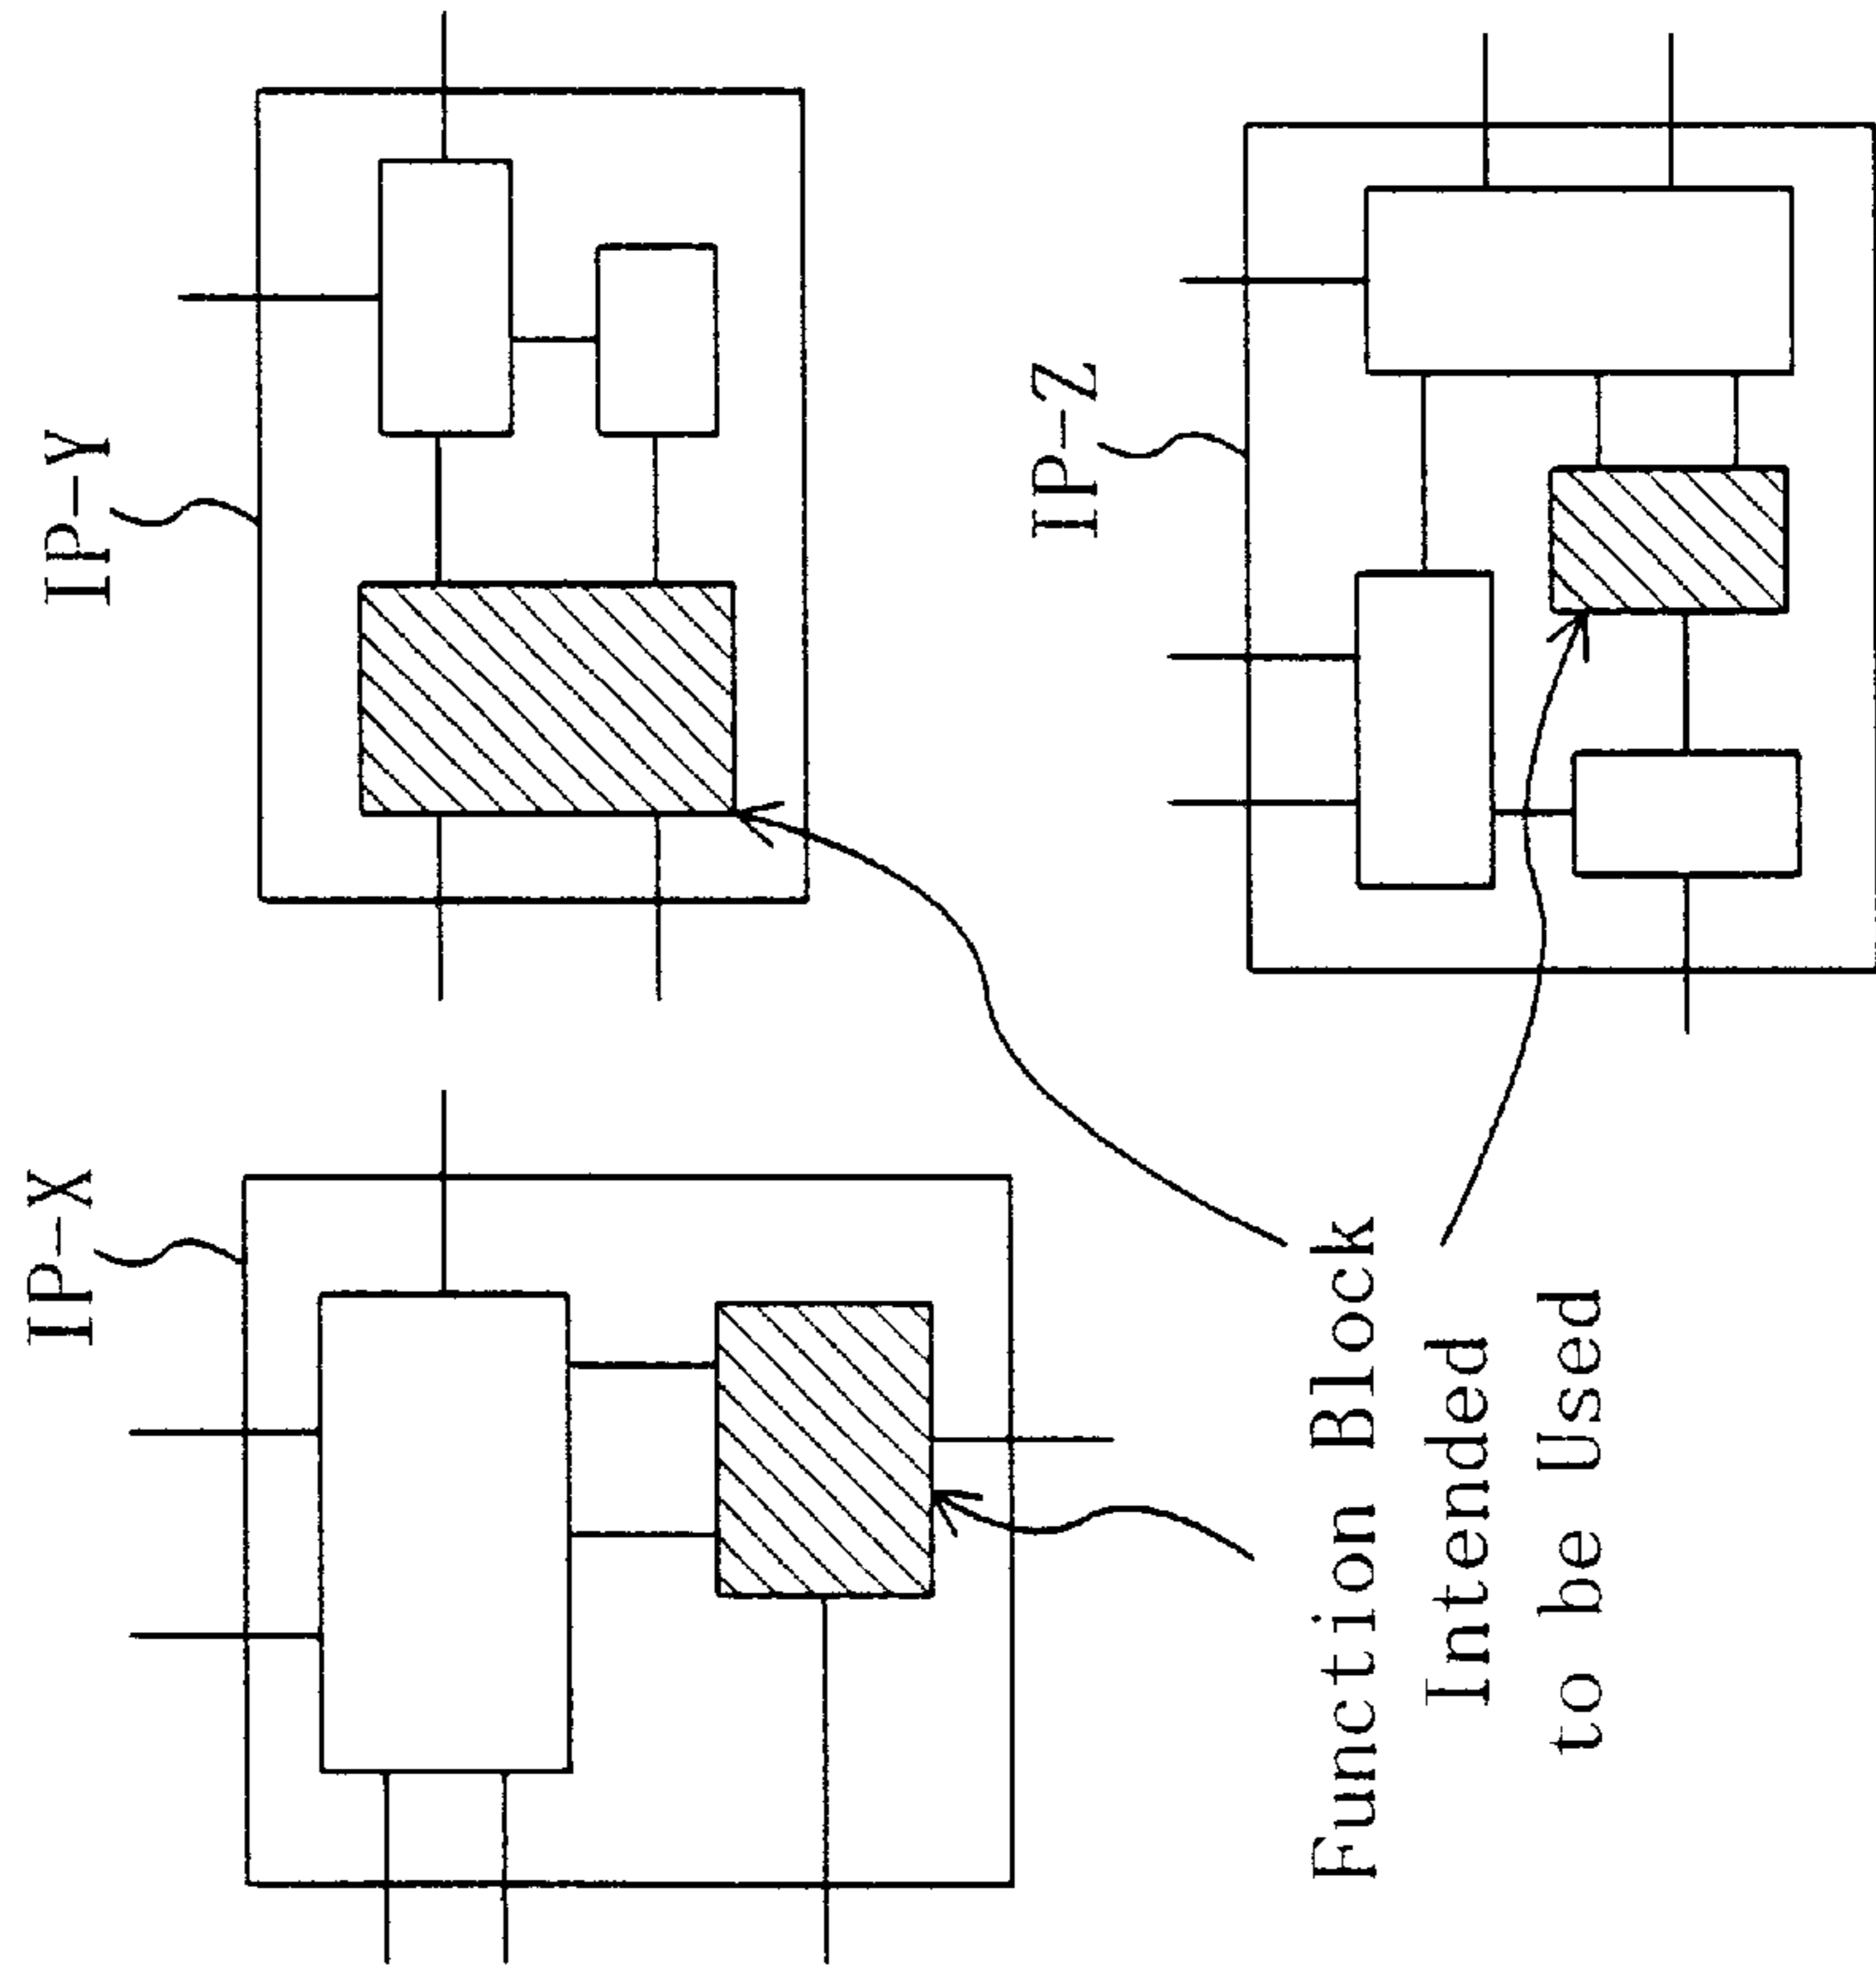 IP-X
IP-Y
IP-Z
Function Block
Intended
to be Used